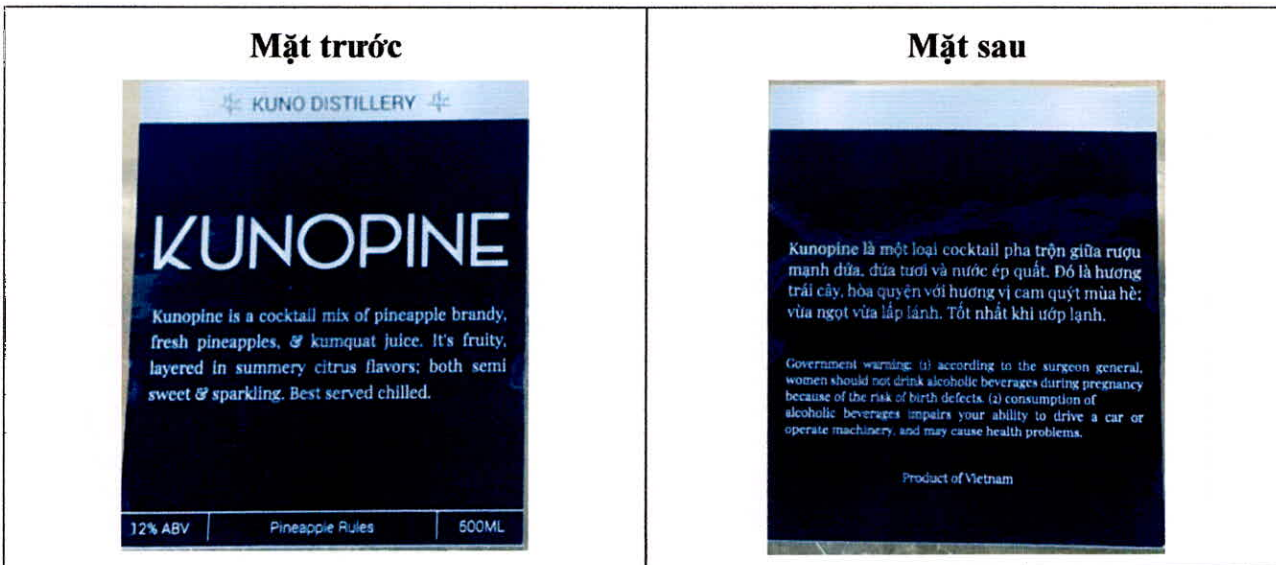 Mặt trước
KUNO DISTILLERY
KUNOPINE
Kunopine is a cocktail mix of pineapple brandy,
fresh pineapples, & kumquat juice. It's fruity,
layered in summery citrus flavors; both semi
sweet & sparkling. Best served chilled.
12% ABV
Pineapple Rules
500ML
Mặt sau
Kunopine là một loại cocktail pha trộn giữa rượu
mạnh dứa, dứa tươi và nước ép quất. Đó là hương
trái cây, hòa quyện với hương vị cam quýt mùa hè;
vừa ngọt vừa lấp lánh. Tốt nhất khi ướp lạnh.
Government warning: (1) according to the surgeon general,
women should not drink alcoholic beverages during pregnancy
because of the risk of birth defects. (2) consumption of
alcoholic beverages impairs your ability to drive a car or
operate machinery, and may cause health problems.
Product of Vietnam